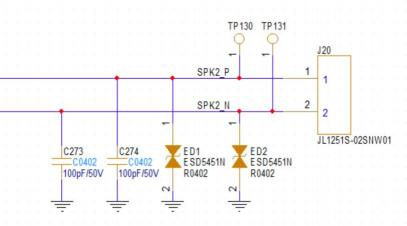 TP130 TP131
J20
1 1
SPK2_P 1 1
SPK2_N 2 2
JL1251S-02SNW01
1 1
C273 C274 ED1 ED2
C0402 C0402 ESD5451N ESD5451N
100pF/50V 100pF/50V R0402 R0402
2 2